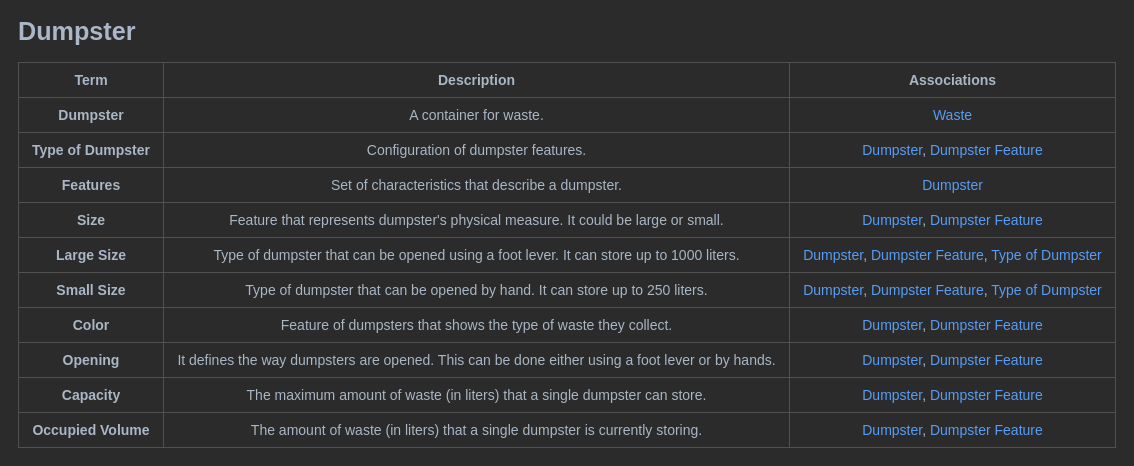 Dumpster
Term Description Associations
Dumpster A container for waste. Waste
Type of Dumpster Configuration of dumpster features. Dumpster, Dumpster Feature
Features Set of characteristics that describe a dumpster. Dumpster
Size Feature that represents dumpster's physical measure. It could be large or small. Dumpster, Dumpster Feature
Large Size Type of dumpster that can be opened using a foot lever. It can store up to 1000 liters. Dumpster, Dumpster Feature, Type of Dumpster
Small Size Type of dumpster that can be opened by hand. It can store up to 250 liters. Dumpster, Dumpster Feature, Type of Dumpster
Color Feature of dumpsters that shows the type of waste they collect. Dumpster, Dumpster Feature
Opening It defines the way dumpsters are opened. This can be done either using a foot lever or by hands. Dumpster, Dumpster Feature
Capacity The maximum amount of waste (in liters) that a single dumpster can store. Dumpster, Dumpster Feature
Occupied Volume The amount of waste (in liters) that a single dumpster is currently storing. Dumpster, Dumpster Feature